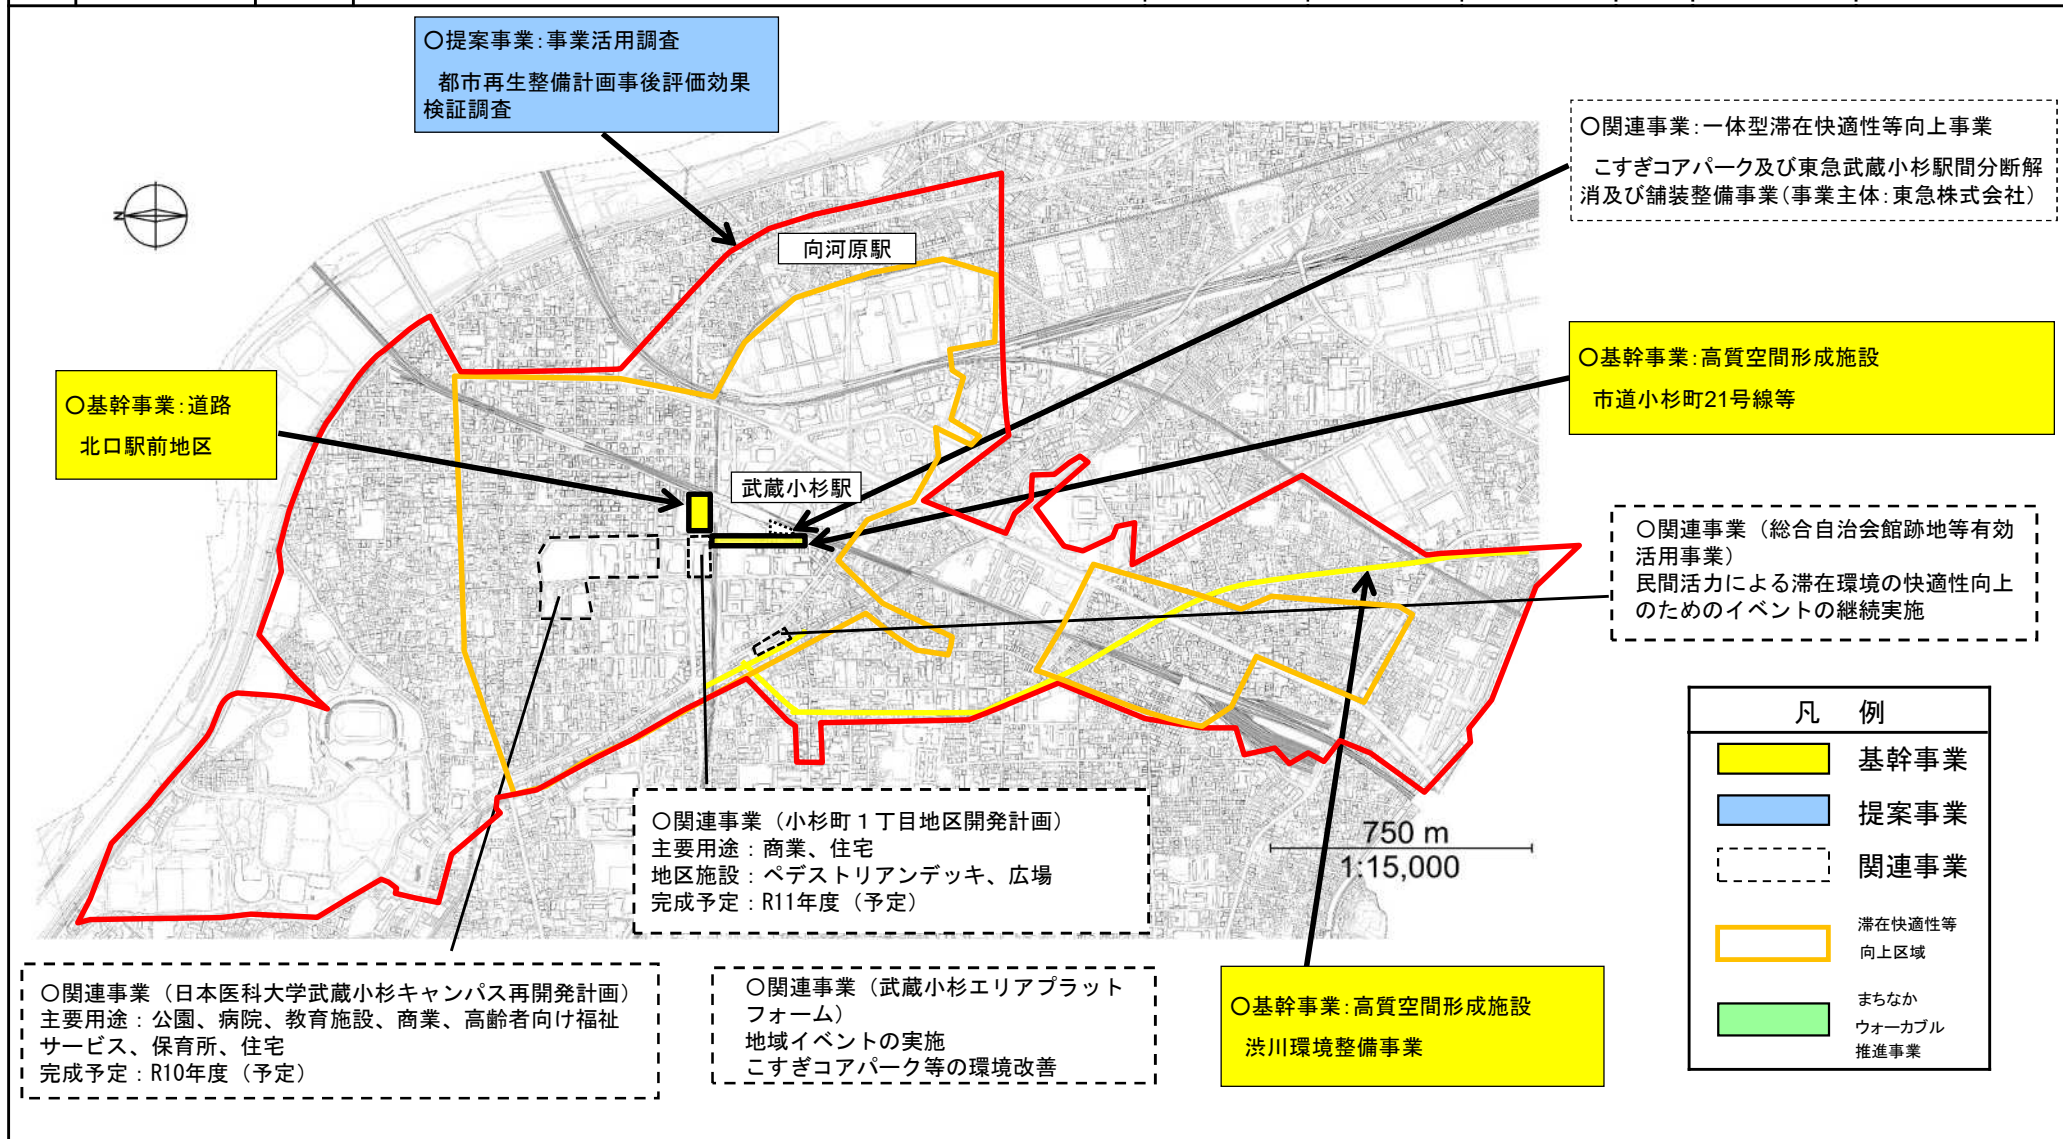 〇提案事業：事業活用調査
都市再生整備計画事後評価効果
検証調査
〇関連事業：一体型滞在快適性等向上事業
こすぎコアパーク及び東急武蔵小杉駅間分断解
消及び舗装整備事業（事業主体：東急株式会社）
N
向河原駅
〇基幹事業：高質空間形成施設
市道小杉町21号線等
〇基幹事業：道路
北口駅前地区
武蔵小杉駅
〇関連事業（総合自治会館跡地等有効
活用事業）
民間活力による滞在環境の快適性向上
のためのイベントの継続実施
凡 例
基幹事業
提案事業
関連事業
滞在快適性等
向上区域
まちなか
ウォーカブル
推進事業
750 m
1:15,000
〇関連事業（小杉町１丁目地区開発計画）
主要用途：商業、住宅
地区施設：ペデストリアンデッキ、広場
完成予定：R11年度（予定）
〇関連事業（日本医科大学武蔵小杉キャンパス再開発計画）
主要用途：公園、病院、教育施設、商業、高齢者向け福祉
サービス、保育所、住宅
完成予定：R10年度（予定）
〇関連事業（武蔵小杉エリアプラット
フォーム）
地域イベントの実施
こすぎコアパーク等の環境改善
〇基幹事業：高質空間形成施設
渋川環境整備事業